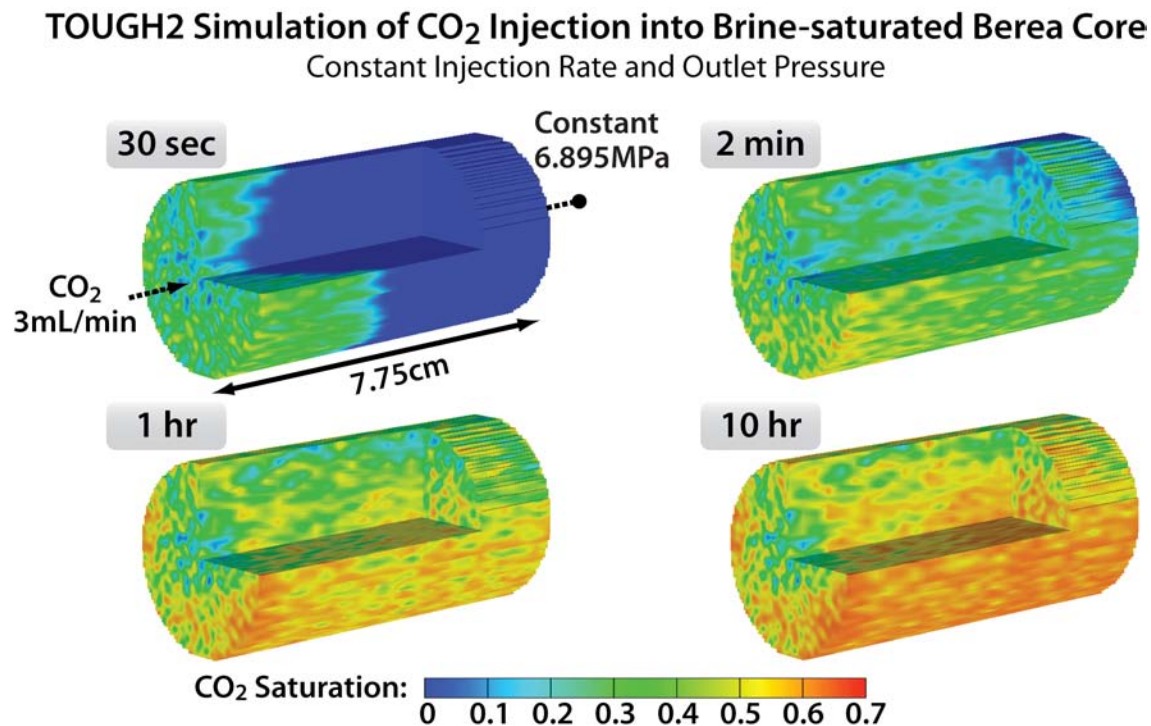 TOUGH2 Simulation of CO₂ Injection into Brine-saturated Berea Core
Constant Injection Rate and Outlet Pressure
30 sec
Constant
6.895MPa
2 min
CO₂
3mL/min
7.75cm
1 hr
10 hr
CO₂ Saturation:
0 0.1 0.2 0.3 0.4 0.5 0.6 0.7